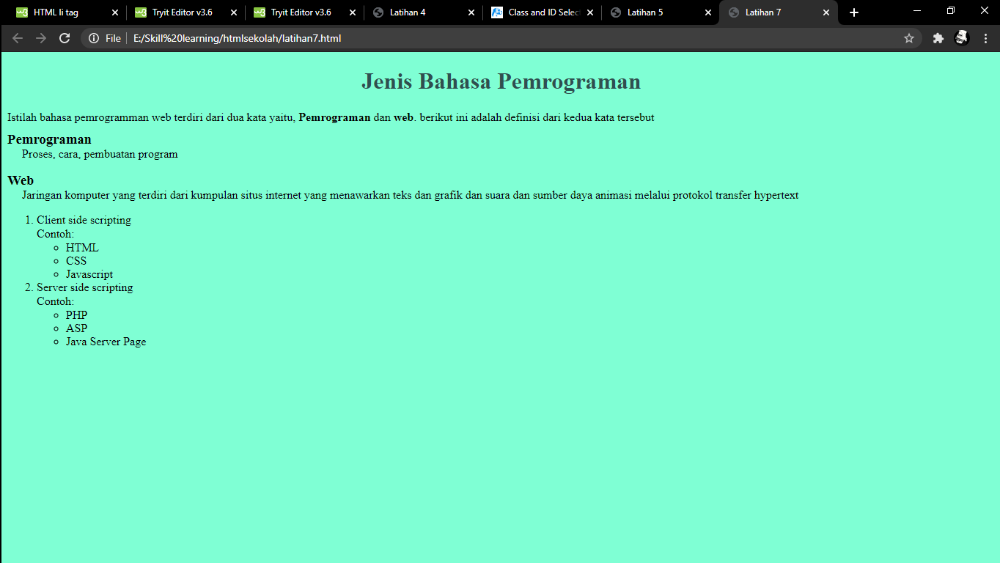 HTML li tag
Tryit Editor v3.6
Tryit Editor v3.6
Latihan 4
Class and ID Selec
Latihan 5
Latihan 7
File
E:/Skill%20learning/htmlsekolah/latihan7.html
Jenis Bahasa Pemrograman
Istilah bahasa pemrogramman web terdiri dari dua kata yaitu, Pemrograman dan web. berikut ini adalah definisi dari kedua kata tersebut
Pemrograman
Proses, cara, pembuatan program
Web
Jaringan komputer yang terdiri dari kumpulan situs internet yang menawarkan teks dan grafik dan suara dan sumber daya animasi melalui protokol transfer hypertext
1. Client side scripting
Contoh:
HTML
CSS
Javascript
2. Server side scripting
Contoh:
PHP
ASP
Java Server Page